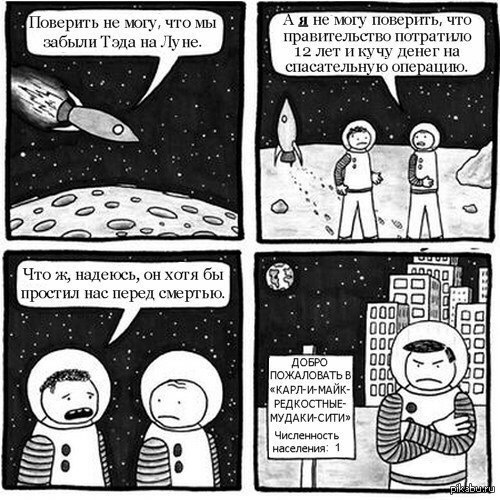 Поверить не могу, что мы
забыли Тэда на Луне.
А я не могу поверить, что
правительство потратило
12 лет и кучу денег на
спасательную операцию.
Что ж, надеюсь, он хотя бы
простил нас перед смертью.
ДОБРО
ПОЖАЛОВАТЬ В
«КАРЛ-И-МАЙК-
РЕДКОСТНЫЕ-
МУДАКИ-СИТИ»
Численность
населения: 1
pikabu.ru